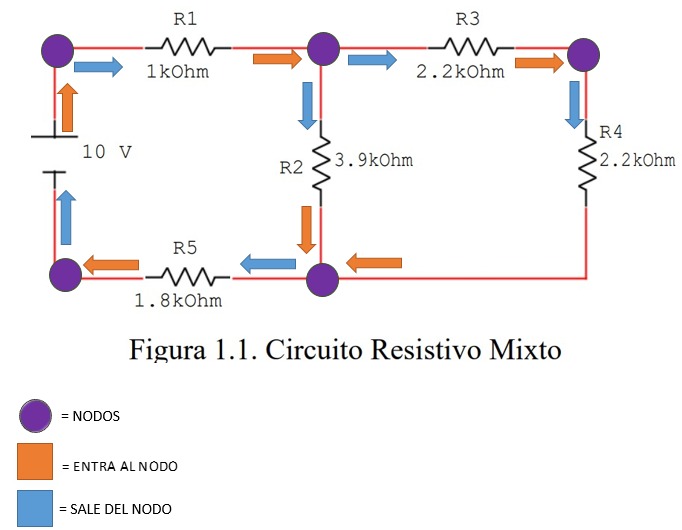 R1
1kOhm
R3
2.2kOhm
R4
2.2kOhm
10 V
R2
3.9kOhm
R5
1.8kOhm
Figura 1.1. Circuito Resistivo Mixto
= NODOS
= ENTRA AL NODO
= SALE DEL NODO